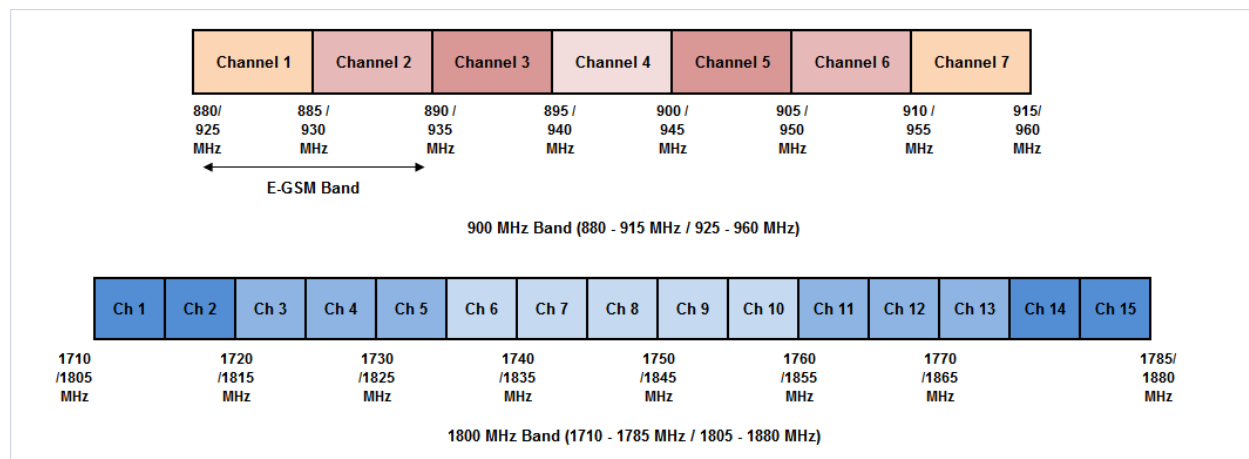 Channel 1 Channel 2 Channel 3 Channel 4 Channel 5 Channel 6 Channel 7
880/ 885 / 890 / 895 / 900 / 905 / 910 / 915/
925 930 935 940 945 950 955 960
MHz MHz MHz MHz MHz MHz MHz MHz
E-GSM Band
900 MHz Band (880 - 915 MHz / 925 - 960 MHz)
Ch 1 Ch 2 Ch 3 Ch 4 Ch 5 Ch 6 Ch 7 Ch 8 Ch 9 Ch 10 Ch 11 Ch 12 Ch 13 Ch 14 Ch 15
1710 1720 1730 1740 1750 1760 1770 1785/
/1805 /1815 /1825 /1835 /1845 /1855 /1865 1880
MHz MHz MHz MHz MHz MHz MHz MHz
1800 MHz Band (1710 - 1785 MHz / 1805 - 1880 MHz)